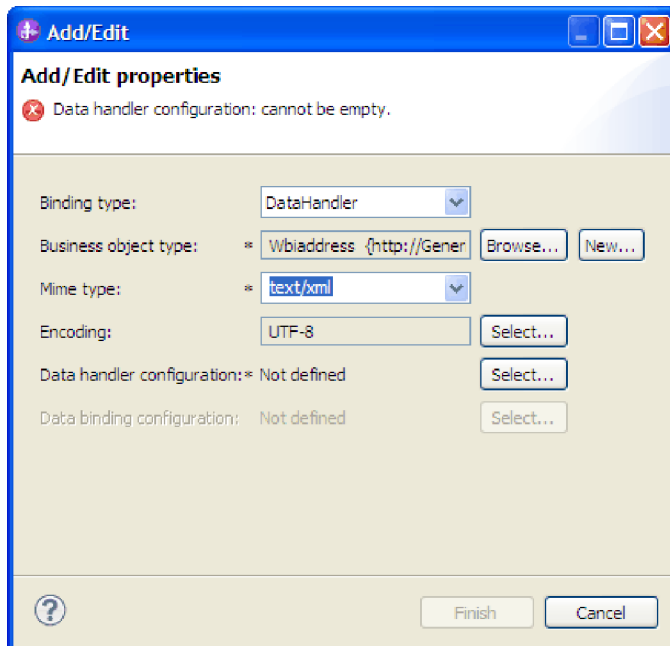 Add/Edit
Add/Edit properties
Data handler configuration: cannot be empty.
Binding type: DataHandler
Business object type: * Wbiaddress {http://Gener Browse... New...
Mime type: * text/xml
Encoding: UTF-8 Select...
Data handler configuration:* Not defined Select...
Data binding configuration: Not defined Select...
? Finish Cancel